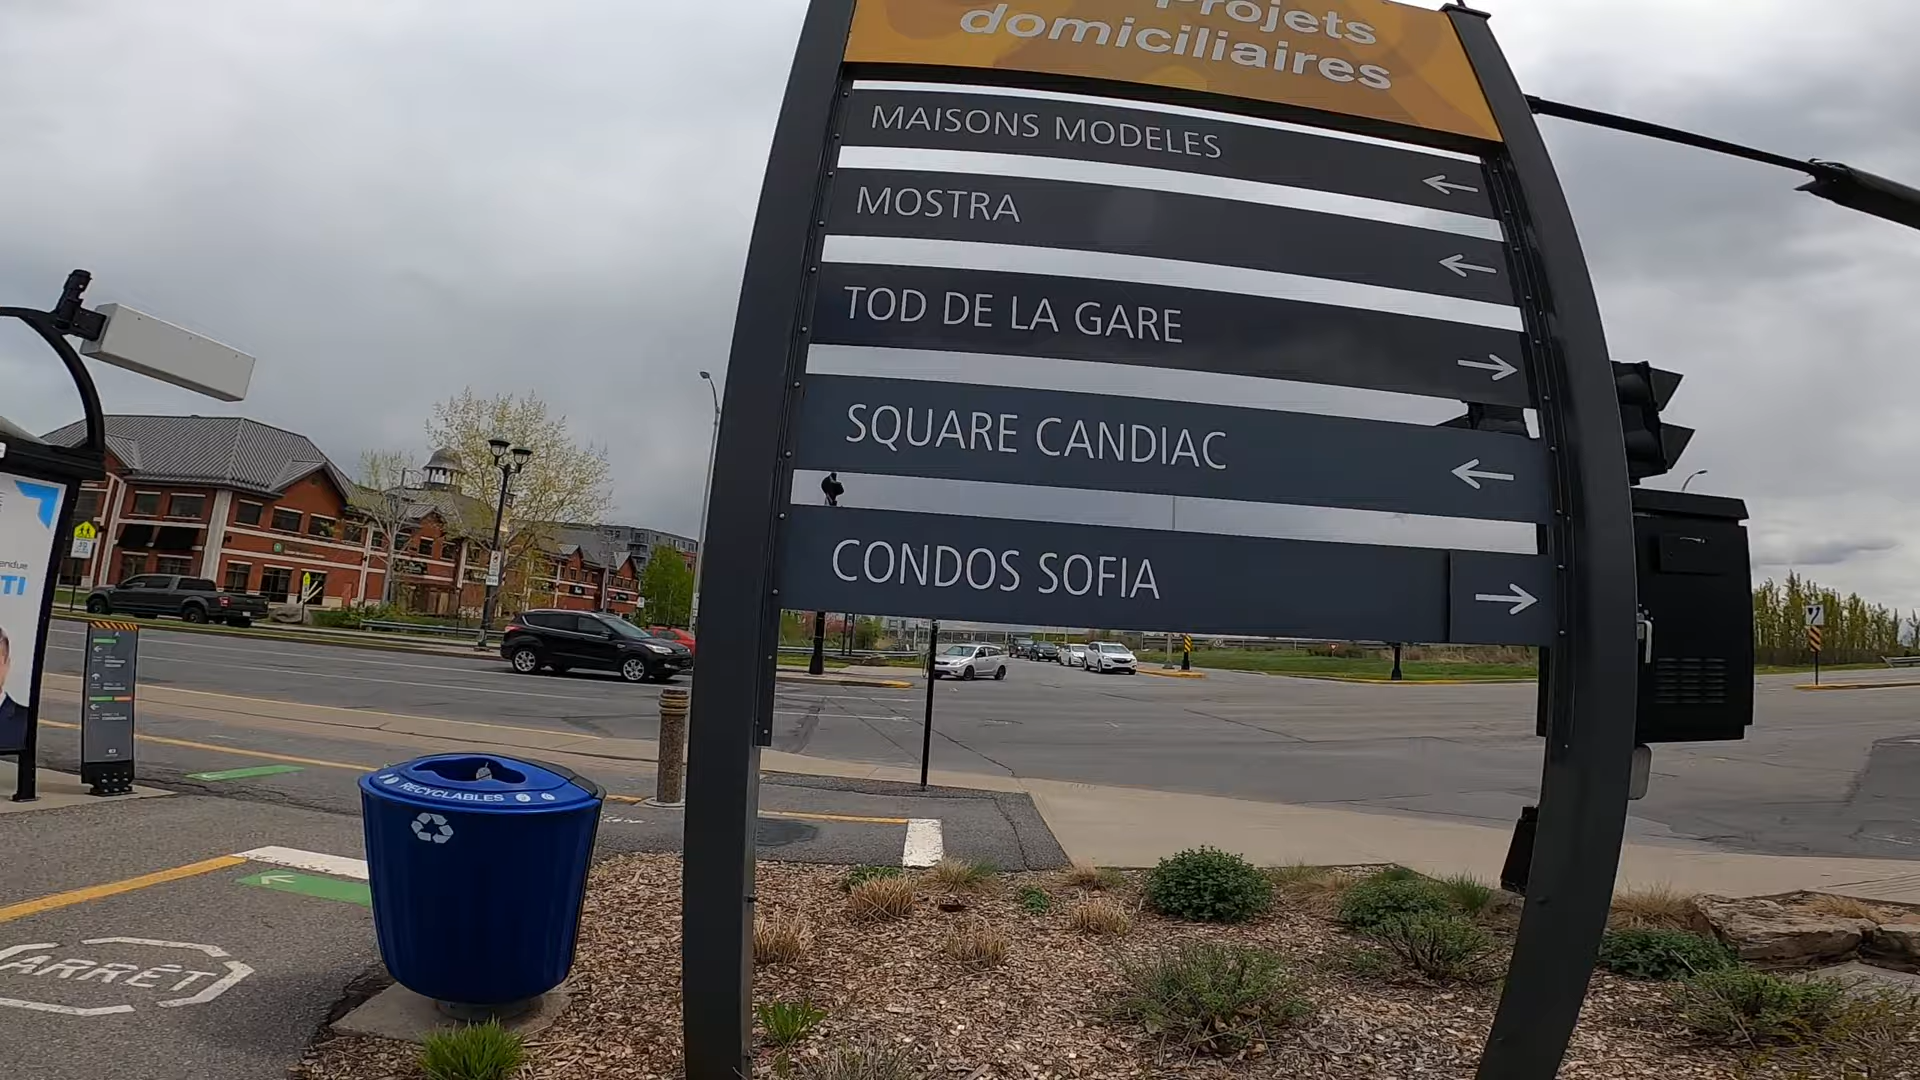 projets
domiciliaires
MAISONS MODELES
MOSTRA
TOD DE LA GARE
SQUARE CANDIAC
CONDOS SOFIA
RECYCLABLES
ARRÊT